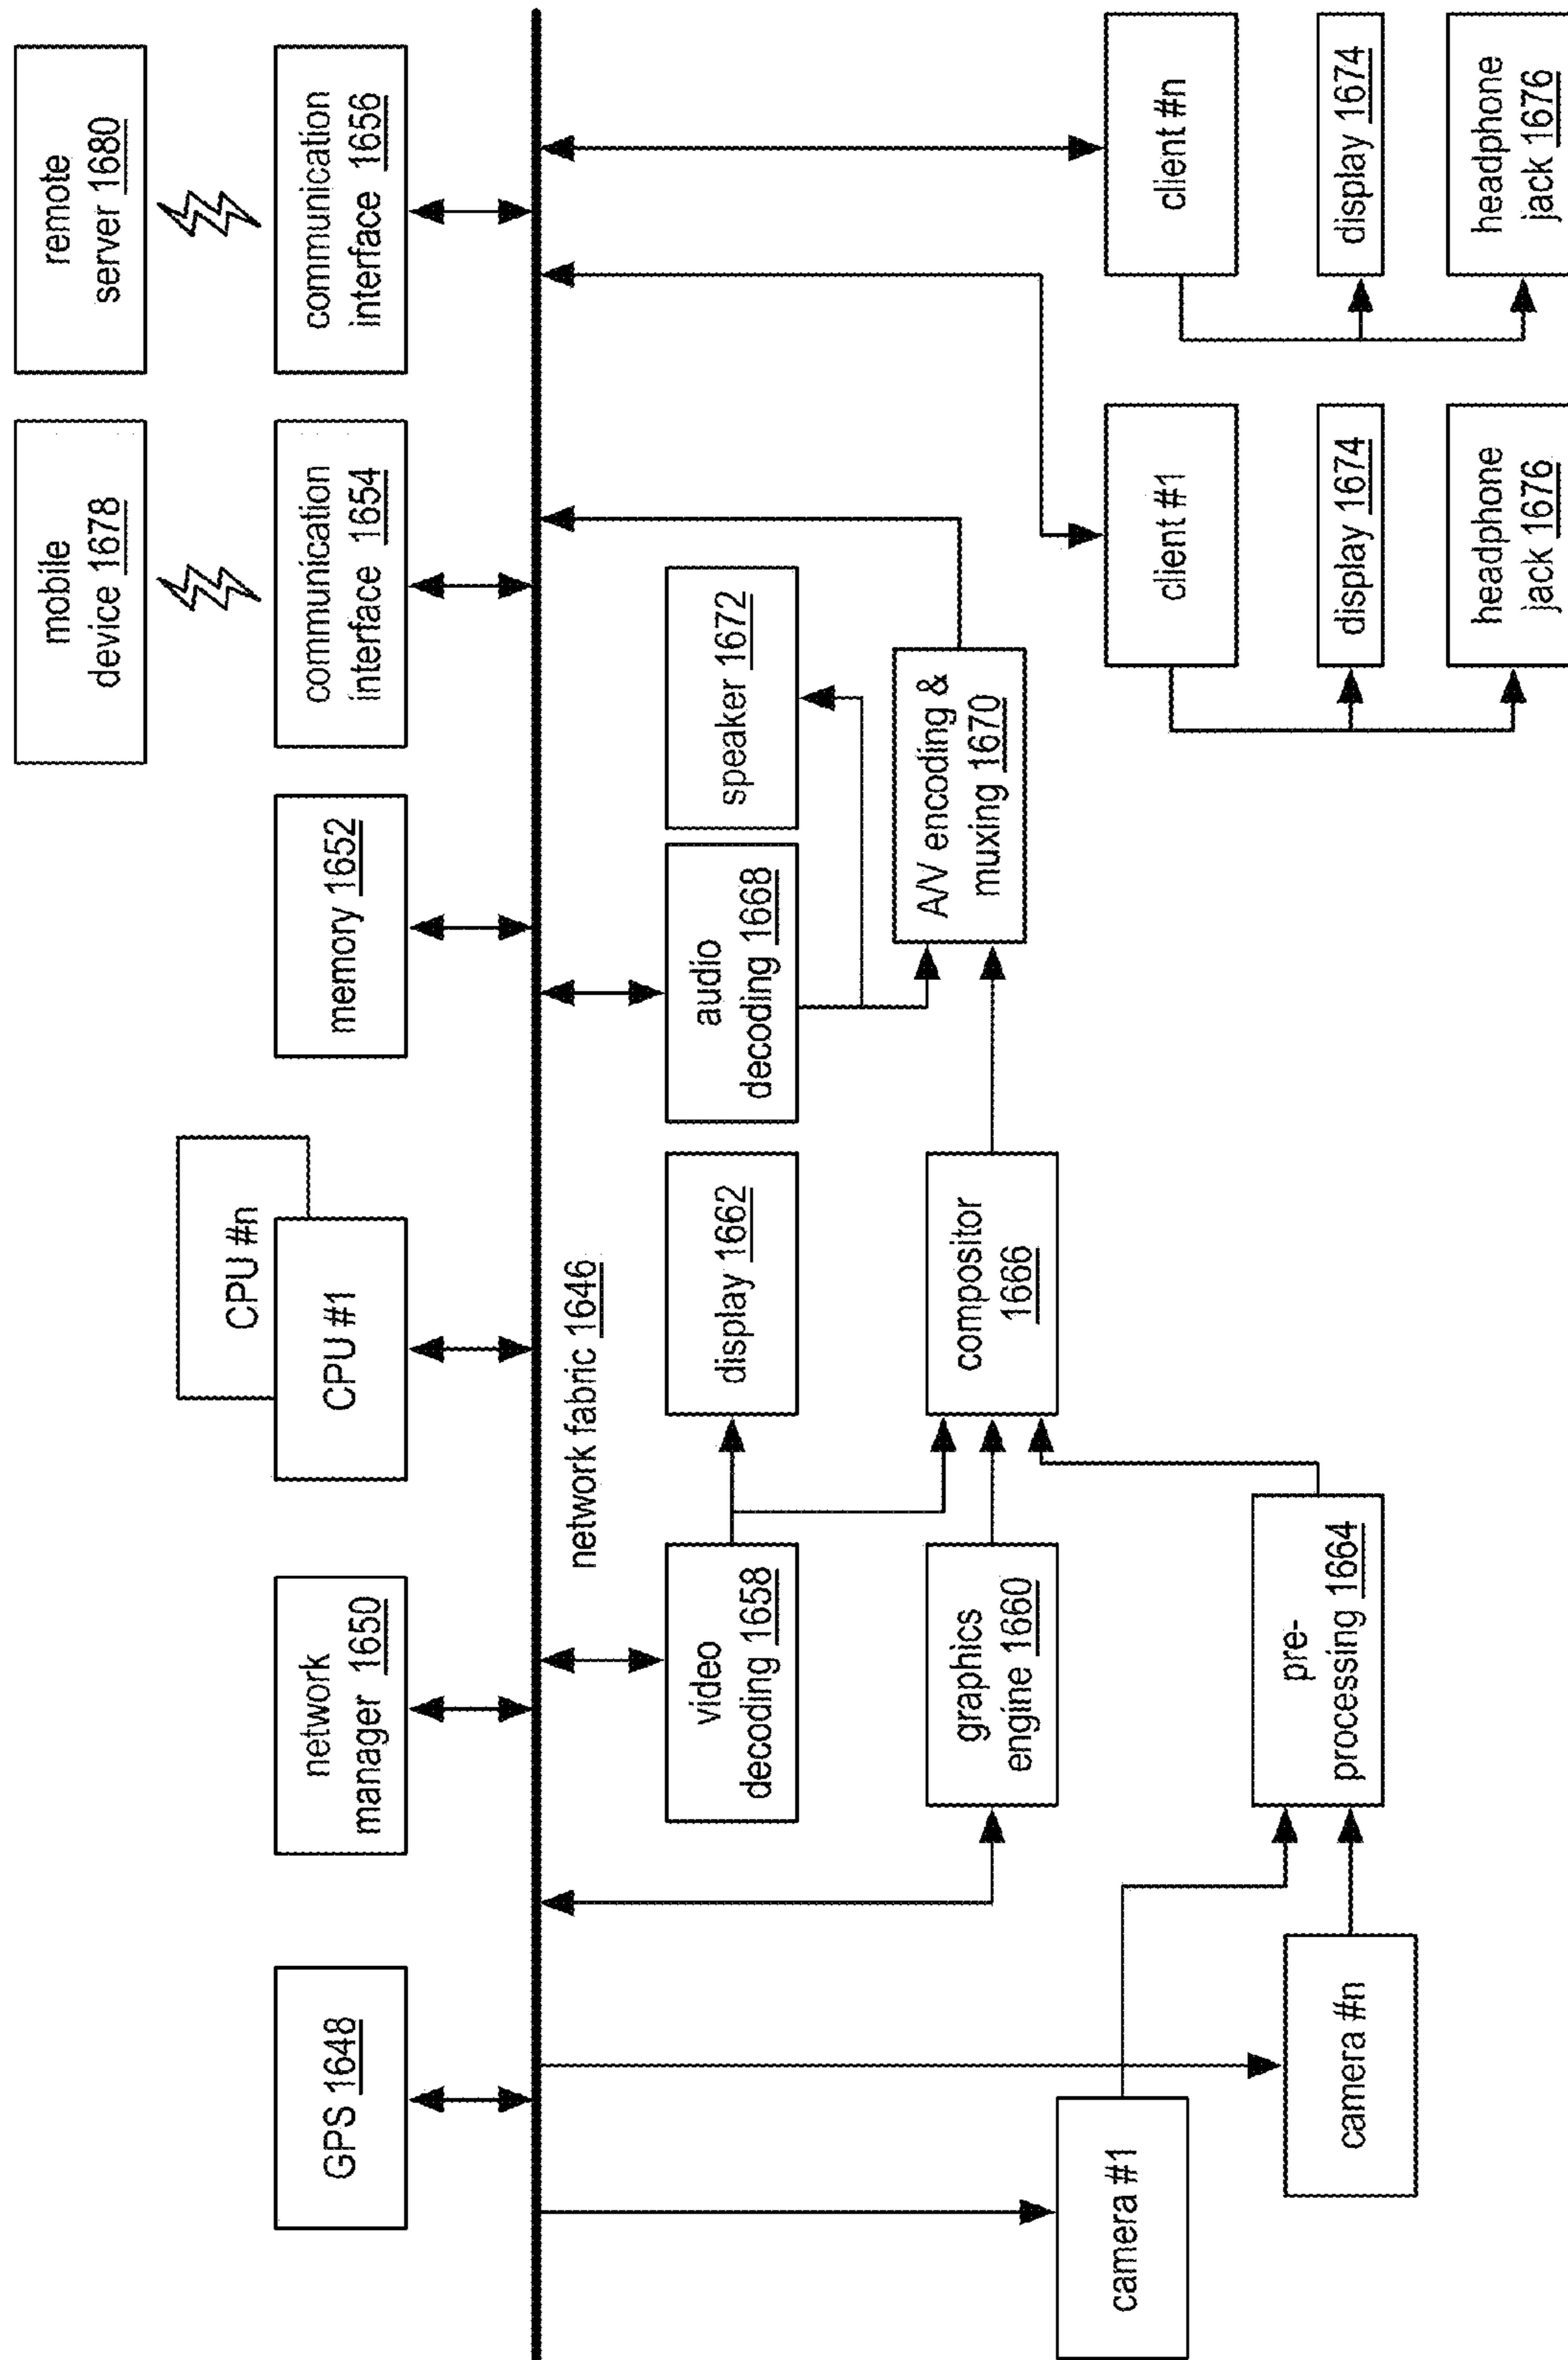 mobile
device 1678
remote
server 1680
GPS 1648
network
manager 1650
CPU #n
CPU #1
memory 1652
communication
interface 1654
communication
interface 1656
network fabric 1646
video
decoding 1658
display 1662
audio
decoding 1668
speaker 1672
graphics
engine 1660
compositor
1666
A/V encoding &
muxing 1670
camera #1
camera #n
pre-
processing 1664
client #1
client #n
display 1674
display 1674
headphone
jack 1676
headphone
jack 1676